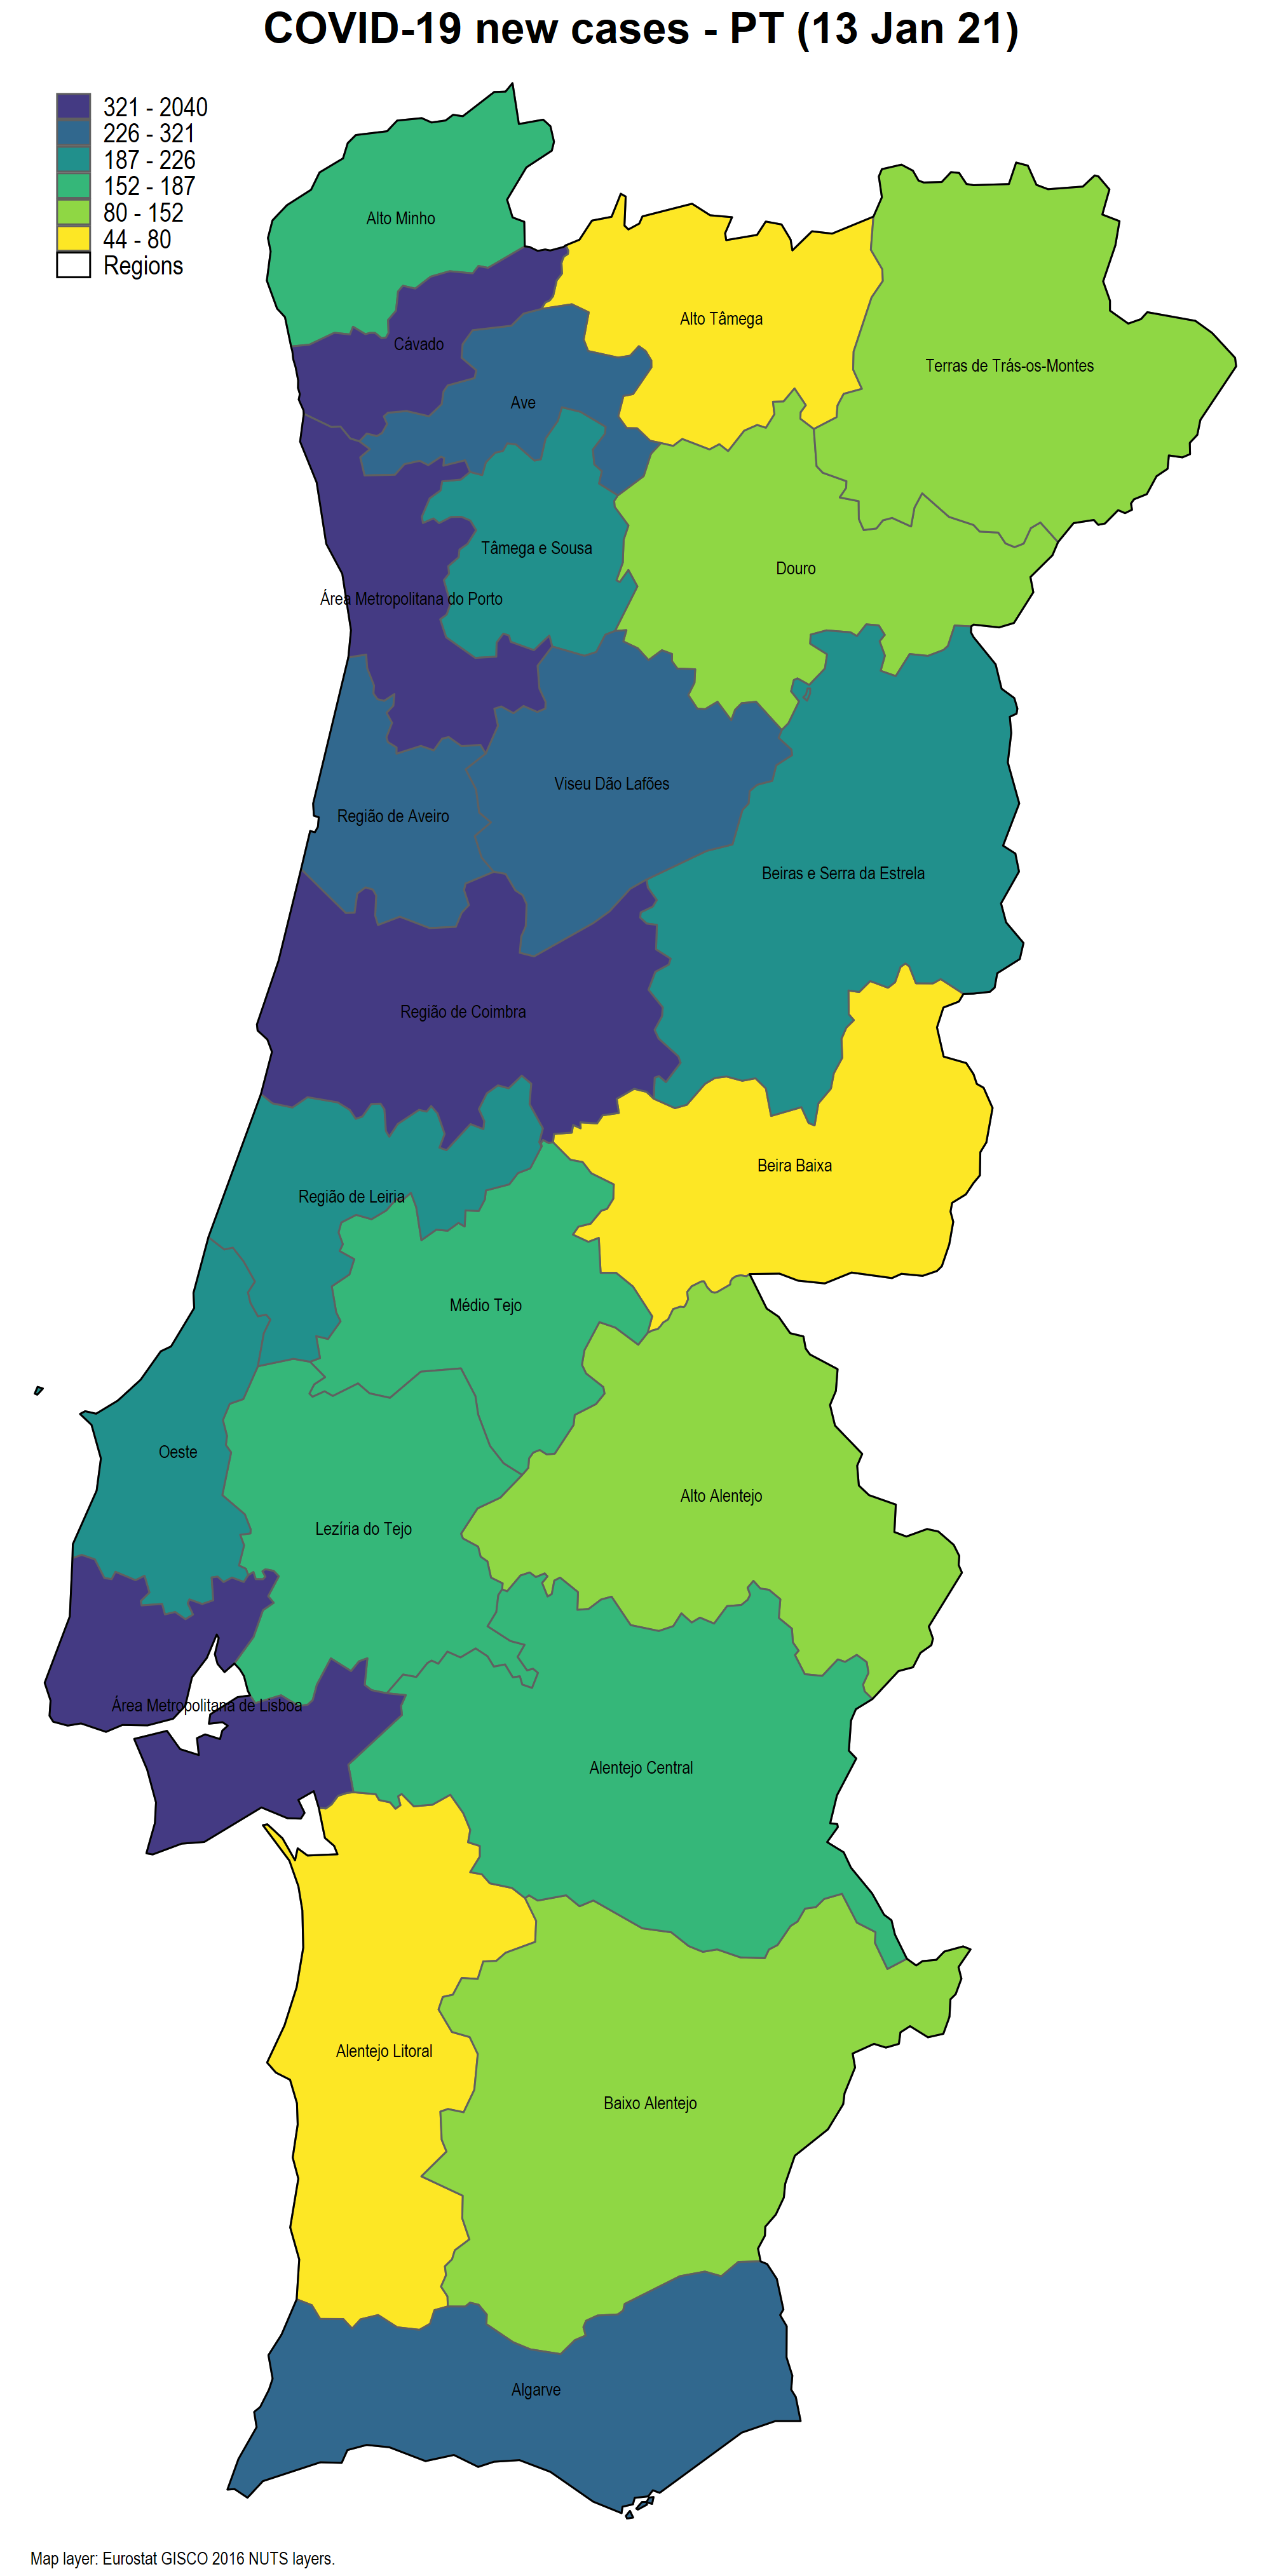 COVID-19 new cases - PT (13 Jan 21)
321 - 2040
226 - 321
187 - 226
152 - 187
80 - 152
44 - 80
Regions
Alto Minho
Alto Tâmega
Cávado
Terras de Trás-os-Montes
Ave
Tâmega e Sousa
Douro
Área Metropolitana do Porto
Viseu Dão Lafões
Região de Aveiro
Beiras e Serra da Estrela
Região de Coimbra
Beira Baixa
Região de Leiria
Médio Tejo
Oeste
Alto Alentejo
Lezíria do Tejo
Área Metropolitana de Lisboa
Alentejo Central
Alentejo Litoral
Baixo Alentejo
Algarve
Map layer: Eurostat GISCO 2016 NUTS layers.